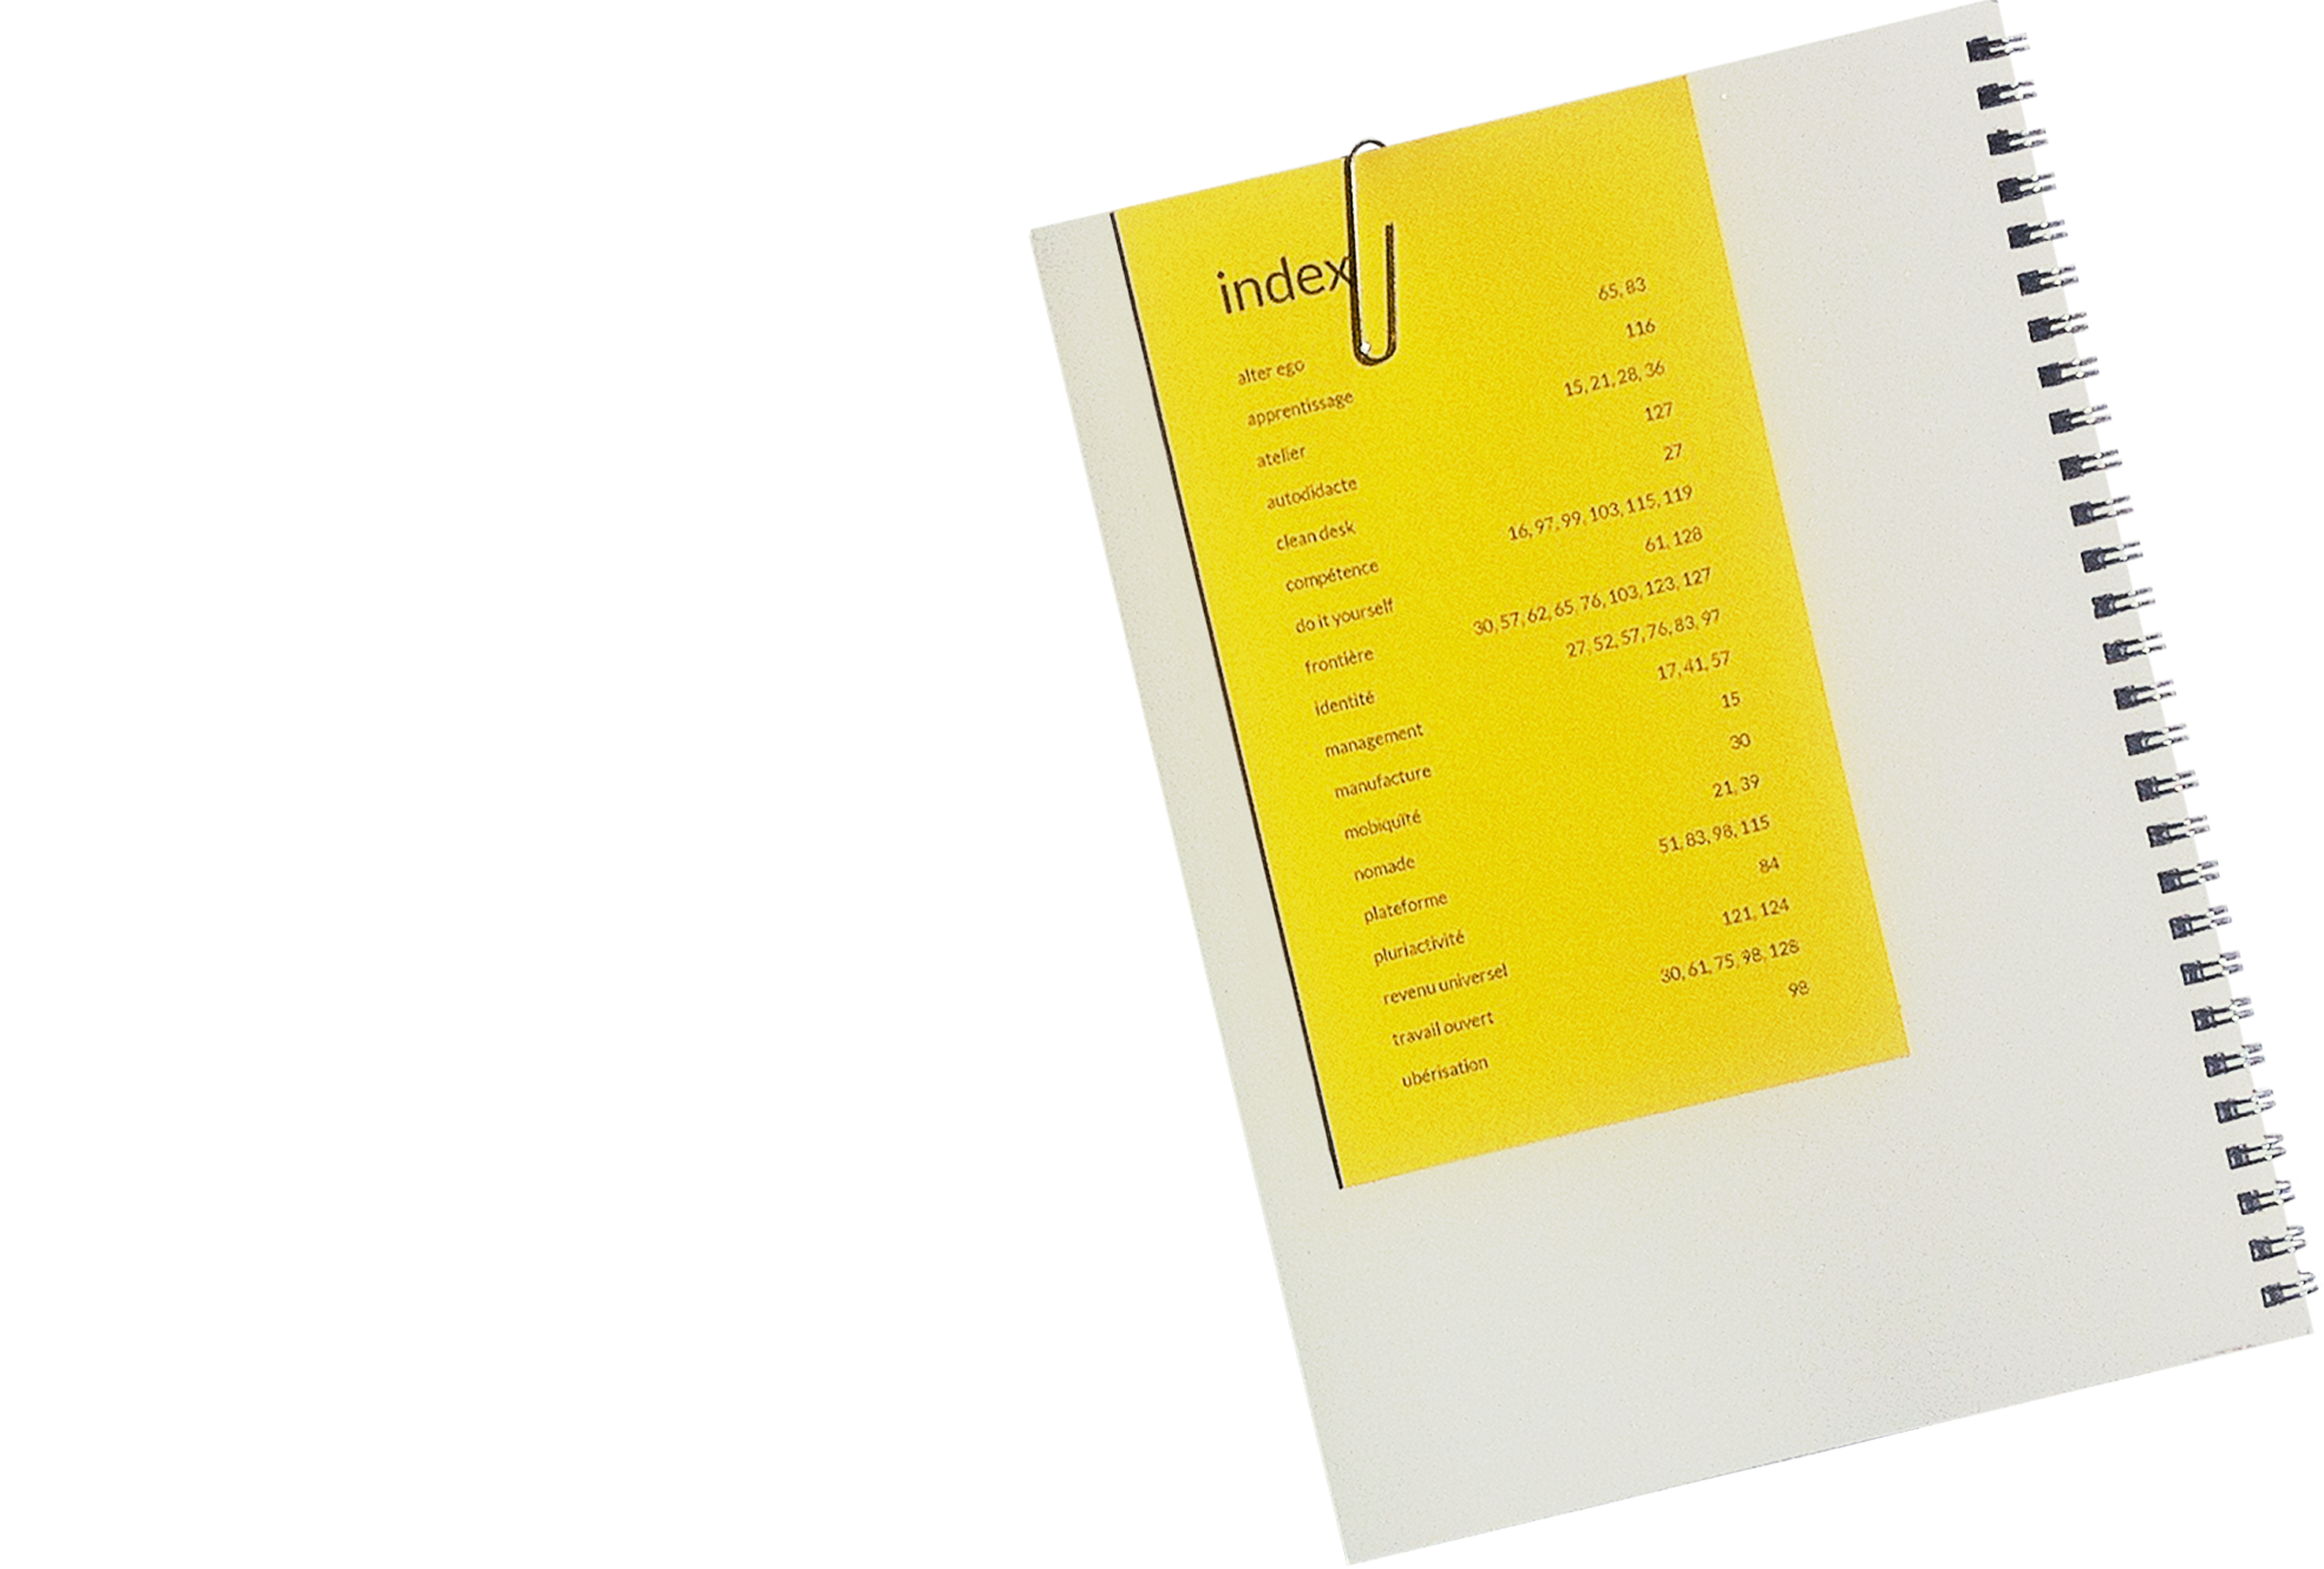 index
alter ego 65, 83
apprentissage 116
atelier 15, 21, 28, 36
autodidacte 127
clean desk 27
compétence 16, 97, 99, 103, 115, 119
do it yourself 61, 128
frontière 30, 57, 62, 65, 76, 103, 123, 127
identité 27, 52, 57, 76, 83, 97
management 17, 41, 57
manufacture 15
mobiquité 30
nomade 21, 39
plateforme 51, 83, 98, 115
pluriactivité 84
revenu universel 121, 124
travail ouvert 30, 61, 75, 98, 128
ubérisation 98